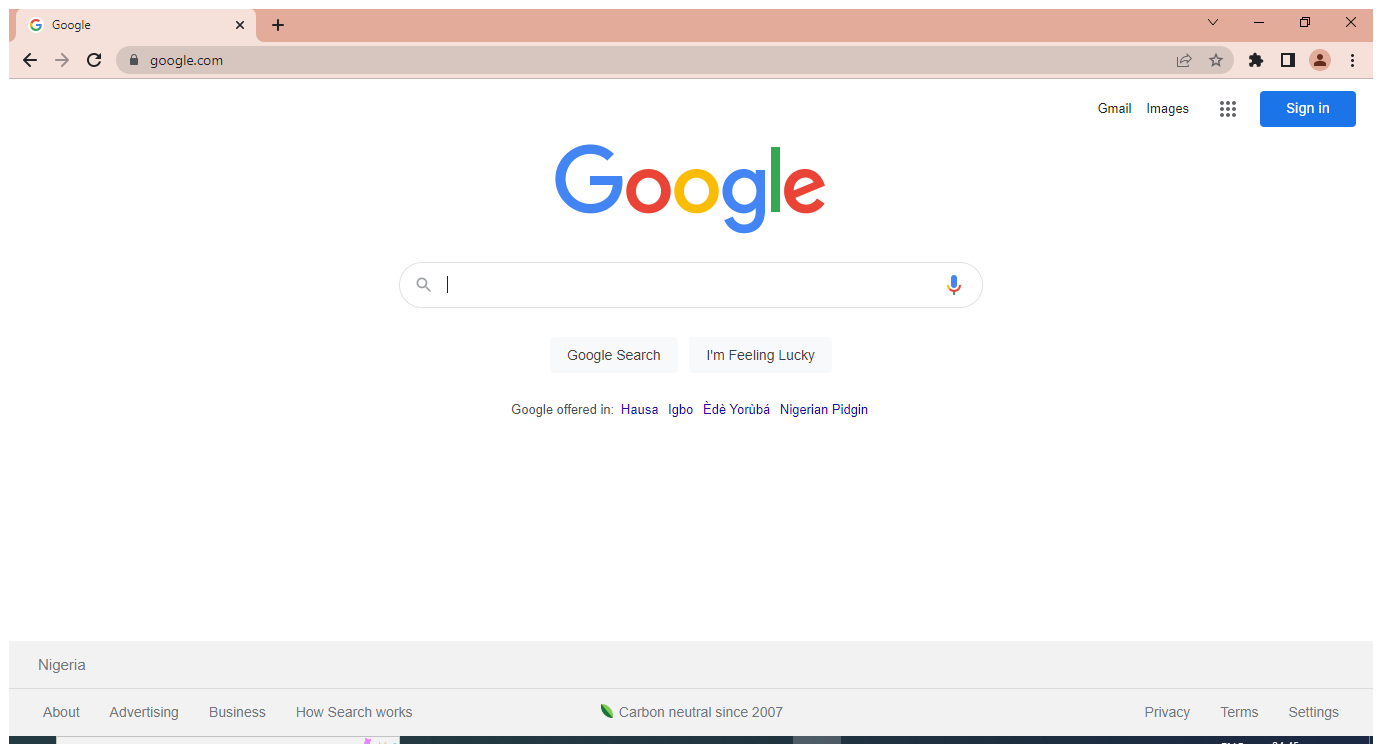 Google
google.com
Gmail Images Sign in
Google
Google Search I'm Feeling Lucky
Google offered in: Hausa Igbo Èdè Yorùbá Nigerian Pidgin
Nigeria
About Advertising Business How Search works Carbon neutral since 2007 Privacy Terms Settings